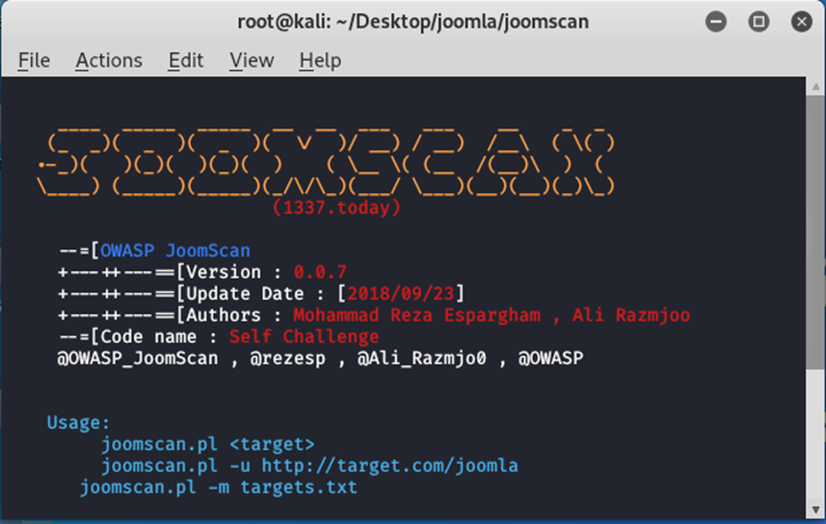 root@kali: ~/Desktop/joomla/joomscan
File Actions Edit View Help
JOOMSCAN
(1337.today)
--=[OWASP JoomScan
+---++---==[Version : 0.0.7
+---++---==[Update Date : [2018/09/23]
+---++---==[Authors : Mohammad Reza Espargham , Ali Razmjoo
--=[Code name : Self Challenge
@OWASP_JoomScan , @rezesp , @Ali_Razmjo0 , @OWASP
Usage:
joomscan.pl <target>
joomscan.pl -u http://target.com/joomla
joomscan.pl -m targets.txt